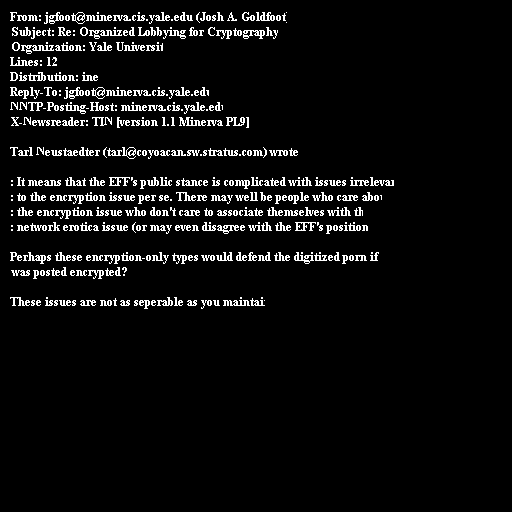 From: jgfoot@minerva.cis.yale.edu (Josh A. Goldfoot)
Subject: Re: Organized Lobbying for Cryptography
Organization: Yale Universit
Lines: 12
Distribution: ine
Reply-To: jgfoot@minerva.cis.yale.edu
NNTP-Posting-Host: minerva.cis.yale.edu
X-Newsreader: TIN [version 1.1 Minerva PL9]
Tarl Neustaedter (tarl@coyoacan.sw.stratus.com) wrote
: It means that the EFF's public stance is complicated with issues irrelevan
: to the encryption issue per se. There may well be people who care abou
: the encryption issue who don't care to associate themselves with th
: network erotica issue (or may even disagree with the EFF's position
Perhaps these encryption-only types would defend the digitized porn if
was posted encrypted?
These issues are not as seperable as you maintai